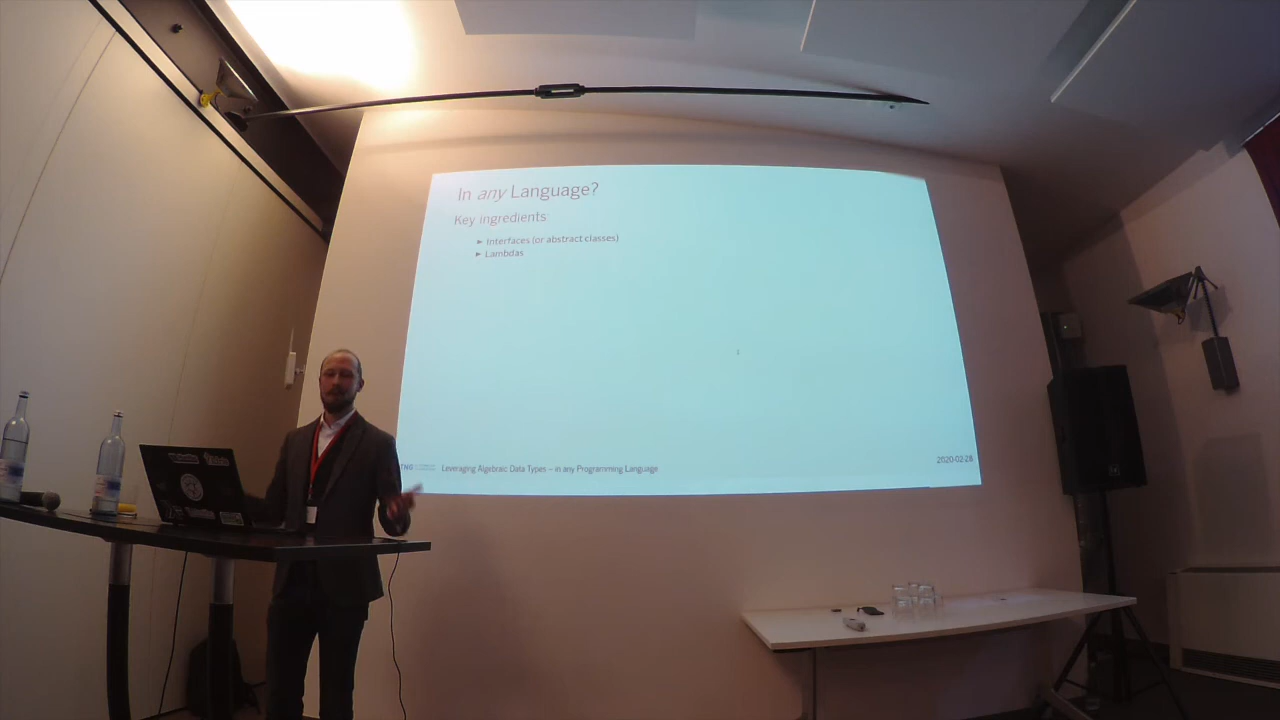 In any Language?
Key ingredients:
► Interfaces (or abstract classes)
► Lambdas
TNG
Leveraging Algebraic Data Types – in any Programming Language
2020-02-28